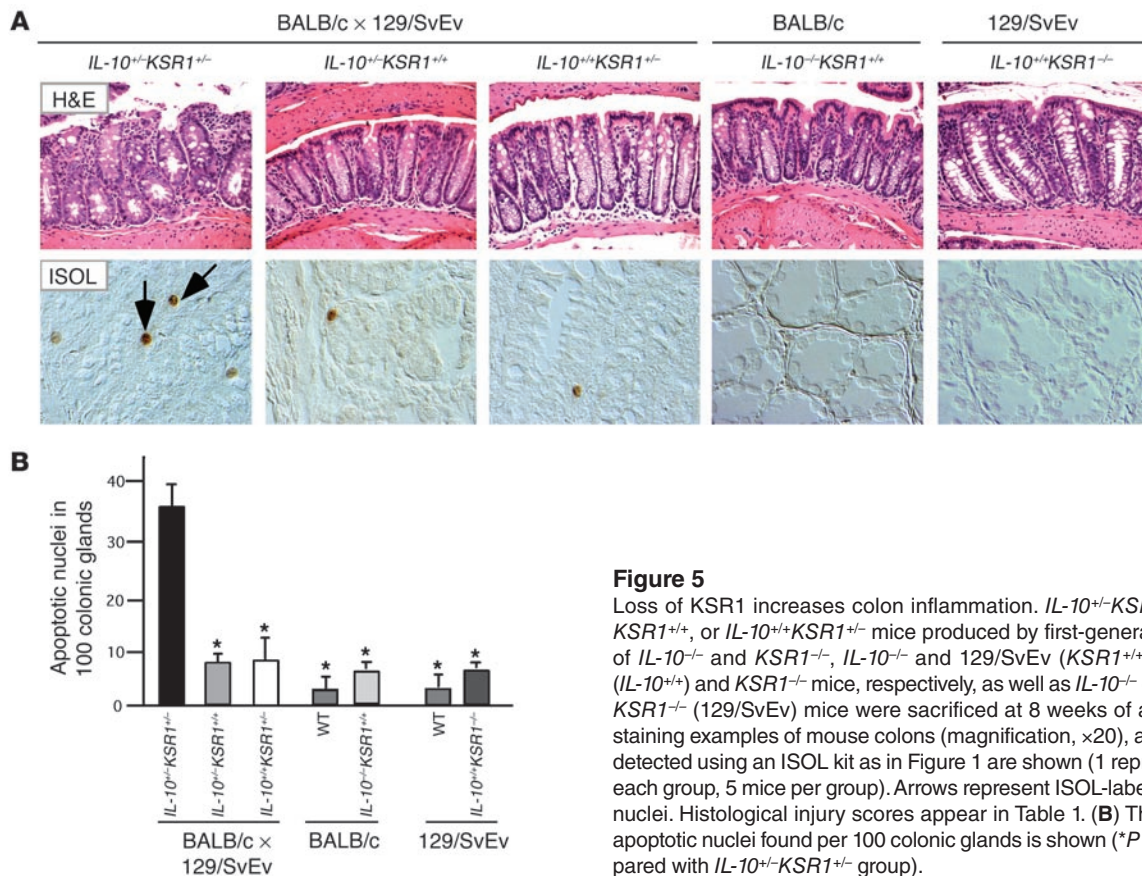 A
BALB/c × 129/SvEv
BALB/c
129/SvEv
IL-10+/–KSR1+/–
IL-10+/–KSR1+/+
IL-10+/+KSR1+/–
IL-10–/–KSR1+/+
IL-10+/+KSR1–/–
H&E
ISOL
B
Apoptotic nuclei in
100 colonic glands
40
30
20
10
0
*
*
*
*
*
*
IL-10+/–KSR1+/–
IL-10+/–KSR1+/+
IL-10+/+KSR1+/–
WT
IL-10–/–KSR1+/+
WT
IL-10+/+KSR1–/–
BALB/c ×
129/SvEv
BALB/c
129/SvEv
Figure 5
Loss of KSR1 increases colon inflammation. IL-10+/–KSR
KSR1+/+, or IL-10+/+KSR1+/– mice produced by first-genera
of IL-10–/– and KSR1–/–, IL-10–/– and 129/SvEv (KSR1+/+
(IL-10+/+) and KSR1–/– mice, respectively, as well as IL-10–/–
KSR1–/– (129/SvEv) mice were sacrificed at 8 weeks of a
staining examples of mouse colons (magnification, ×20), a
detected using an ISOL kit as in Figure 1 are shown (1 rep
each group, 5 mice per group). Arrows represent ISOL-labe
nuclei. Histological injury scores appear in Table 1. (B) Th
apoptotic nuclei found per 100 colonic glands is shown (*P
pared with IL-10+/–KSR1+/– group).